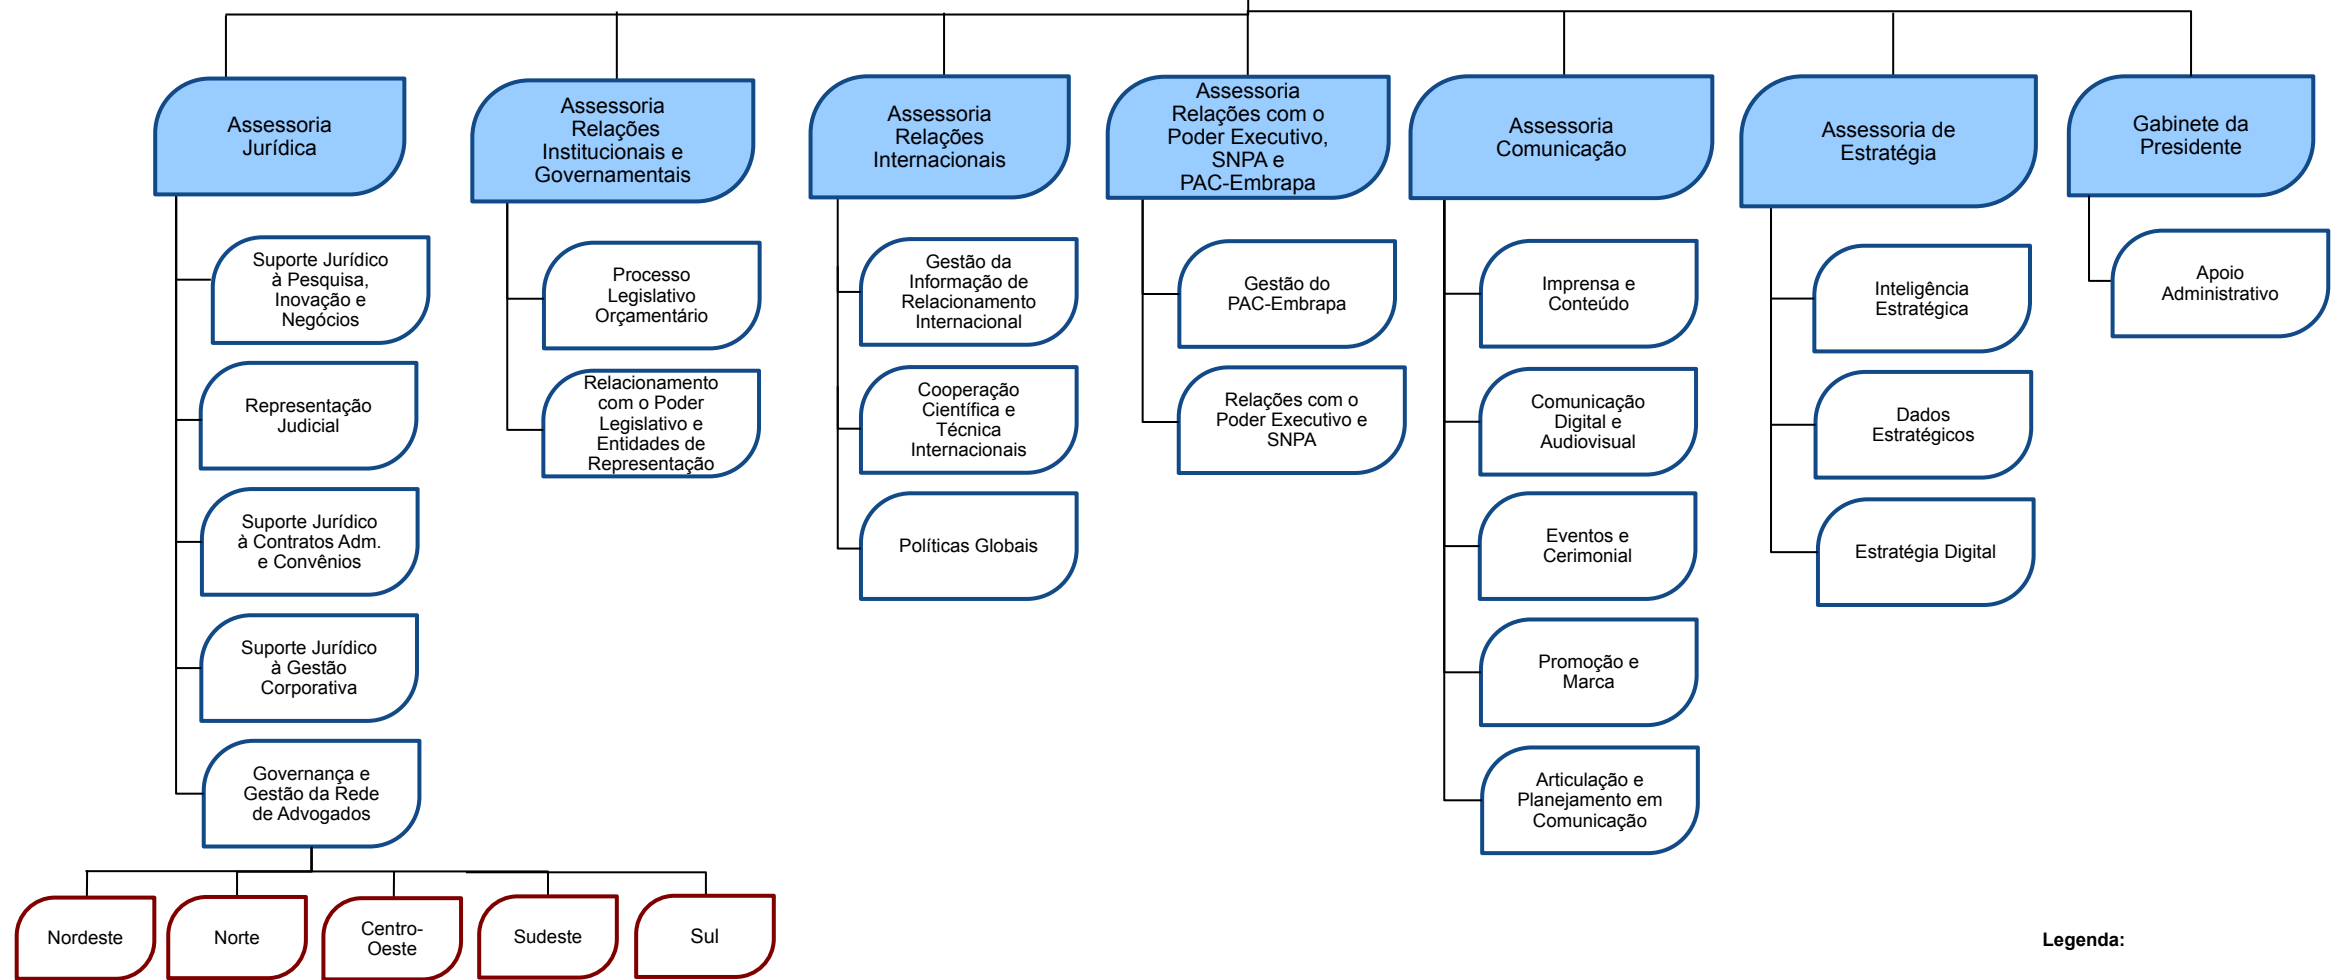 Assessoria
Jurídica
Assessoria
Relações
Institucionais e
Governamentais
Assessoria
Relações
Internacionais
Assessoria
Relações com o
Poder Executivo,
SNPA e
PAC-Embrapa
Assessoria
Comunicação
Assessoria de
Estratégia
Gabinete da
Presidente
Suporte Jurídico
à Pesquisa,
Inovação e
Negócios
Representação
Judicial
Suporte Jurídico
à Contratos Adm.
e Convênios
Suporte Jurídico
à Gestão
Corporativa
Governança e
Gestão da Rede
de Advogados
Nordeste
Norte
Centro-
Oeste
Sudeste
Sul
Processo
Legislativo
Orçamentário
Relacionamento
com o Poder
Legislativo e
Entidades de
Representação
Gestão da
Informação de
Relacionamento
Internacional
Cooperação
Científica e
Técnica
Internacionais
Políticas Globais
Gestão do
PAC-Embrapa
Relações com o
Poder Executivo e
SNPA
Imprensa e
Conteúdo
Comunicação
Digital e
Audiovisual
Eventos e
Cerimonial
Promoção e
Marca
Articulação e
Planejamento em
Comunicação
Inteligência
Estratégica
Dados
Estratégicos
Estratégia Digital
Apoio
Administrativo
Legenda: